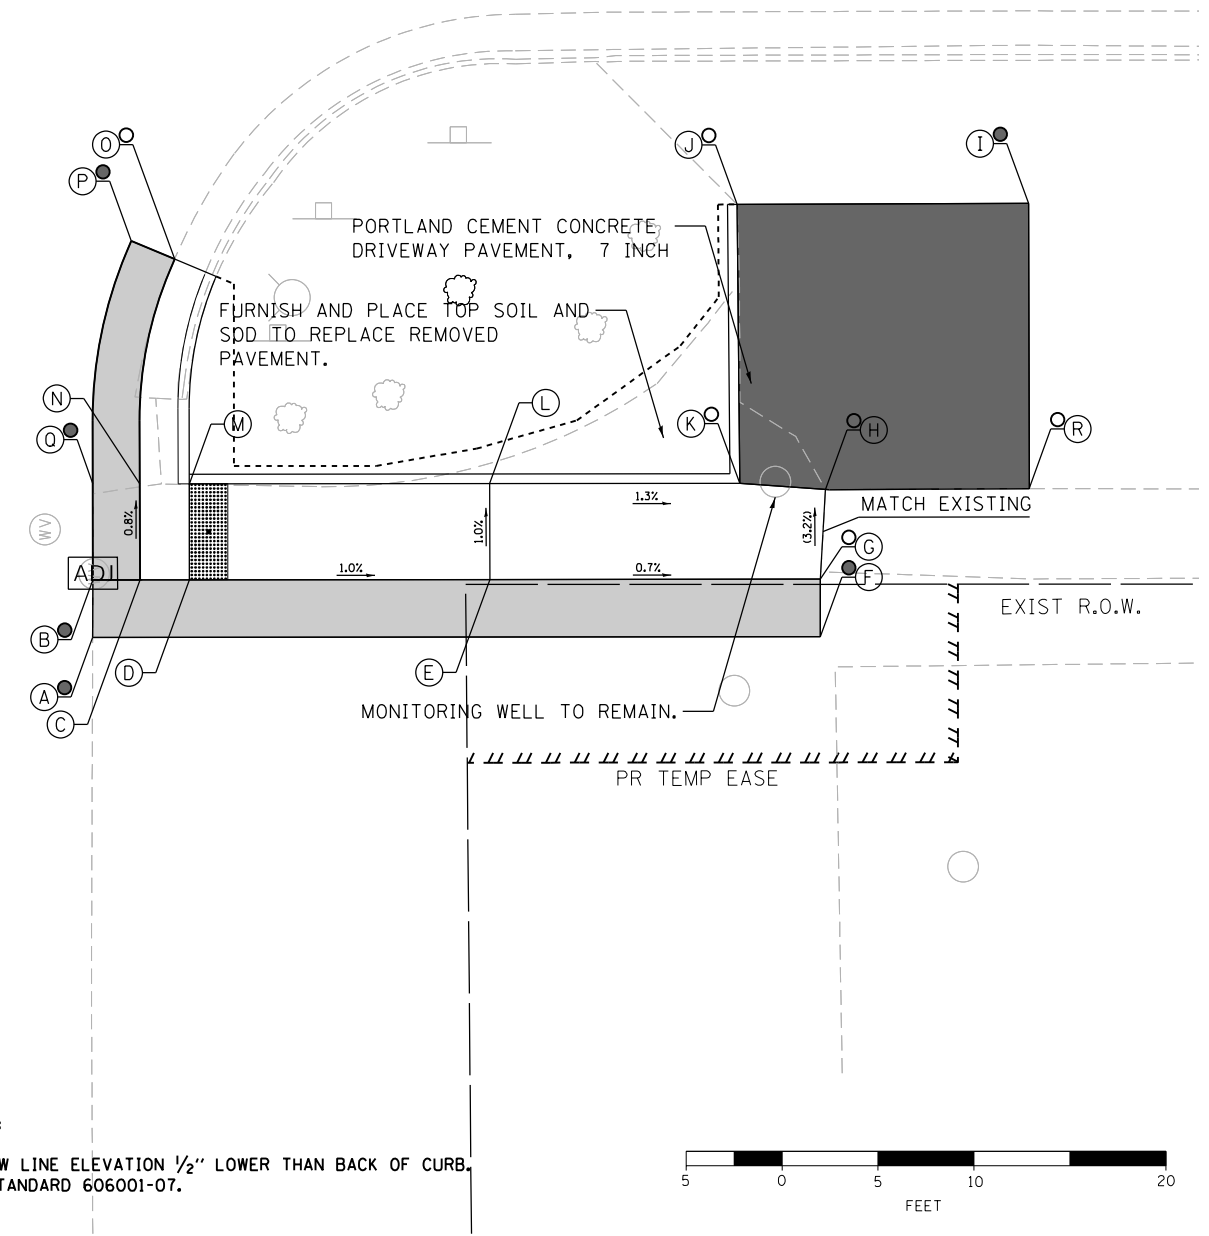 O
J
I
P
PORTLAND CEMENT CONCRETE
DRIVEWAY PAVEMENT, 7 INCH
FURNISH AND PLACE TOP SOIL AND
SOD TO REPLACE REMOVED
PAVEMENT.
N
L
M
K
H
R
Q
1.3%
MATCH EXISTING
WV
0.8%
1.0%
(3.2%)
G
ADJ
1.0%
0.7%
F
EXIST R.O.W.
B
D
E
A
C
MONITORING WELL TO REMAIN.
PR TEMP EASE
W LINE ELEVATION ½" LOWER THAN BACK OF CURB.
TANDARD 606001-07.
5 0 5 10 20
FEET